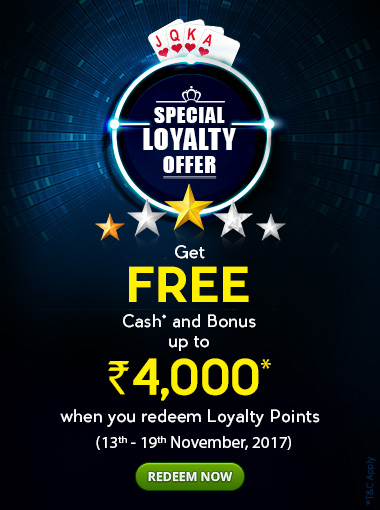 J Q K A
SPECIAL
LOYALTY
OFFER
Get
FREE
Cash* and Bonus
up to
₹4,000*
when you redeem Loyalty Points
(13th - 19th November, 2017)
REDEEM NOW
*T&C Apply